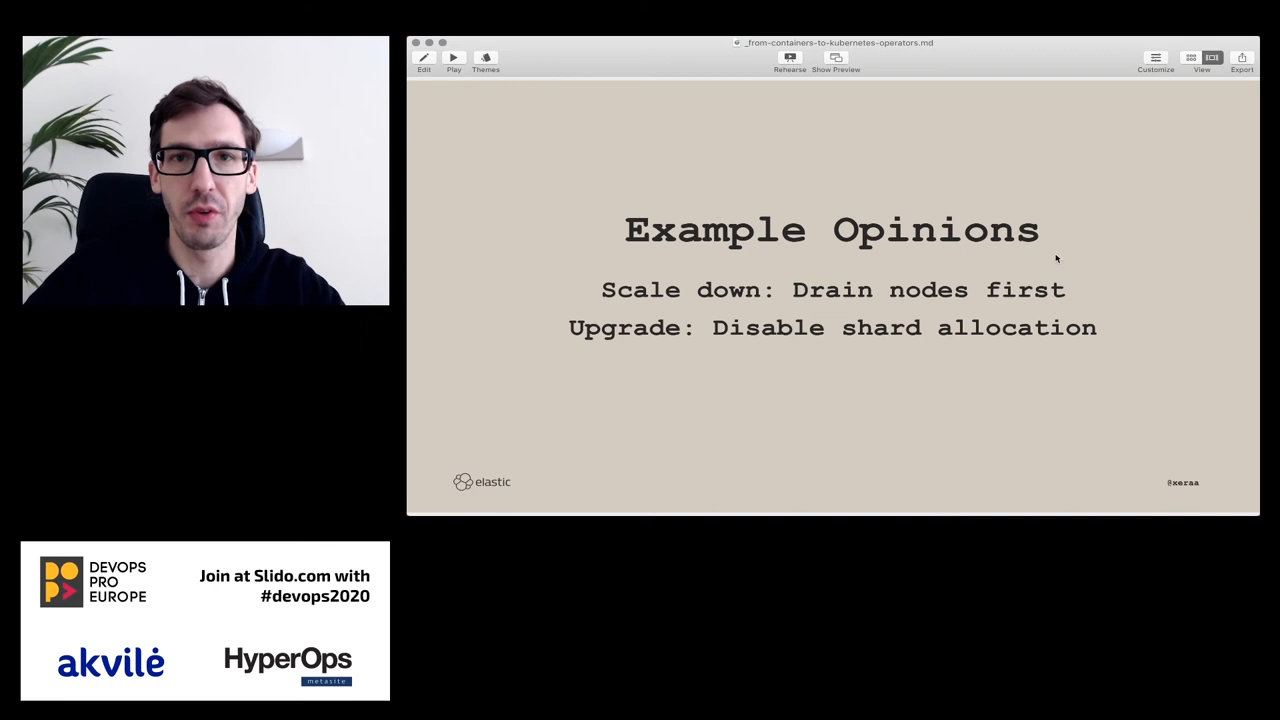 _from-containers-to-kubernetes-operators.md
Edit
Play
Themes
Rehearse
Show Preview
Customize
View
Export
Example Opinions
Scale down: Drain nodes first
Upgrade: Disable shard allocation
elastic
@xeraa
DEVOPS
PRO
EUROPE
Join at Slido.com with
#devops2020
akvilė
HyperOps
metasite